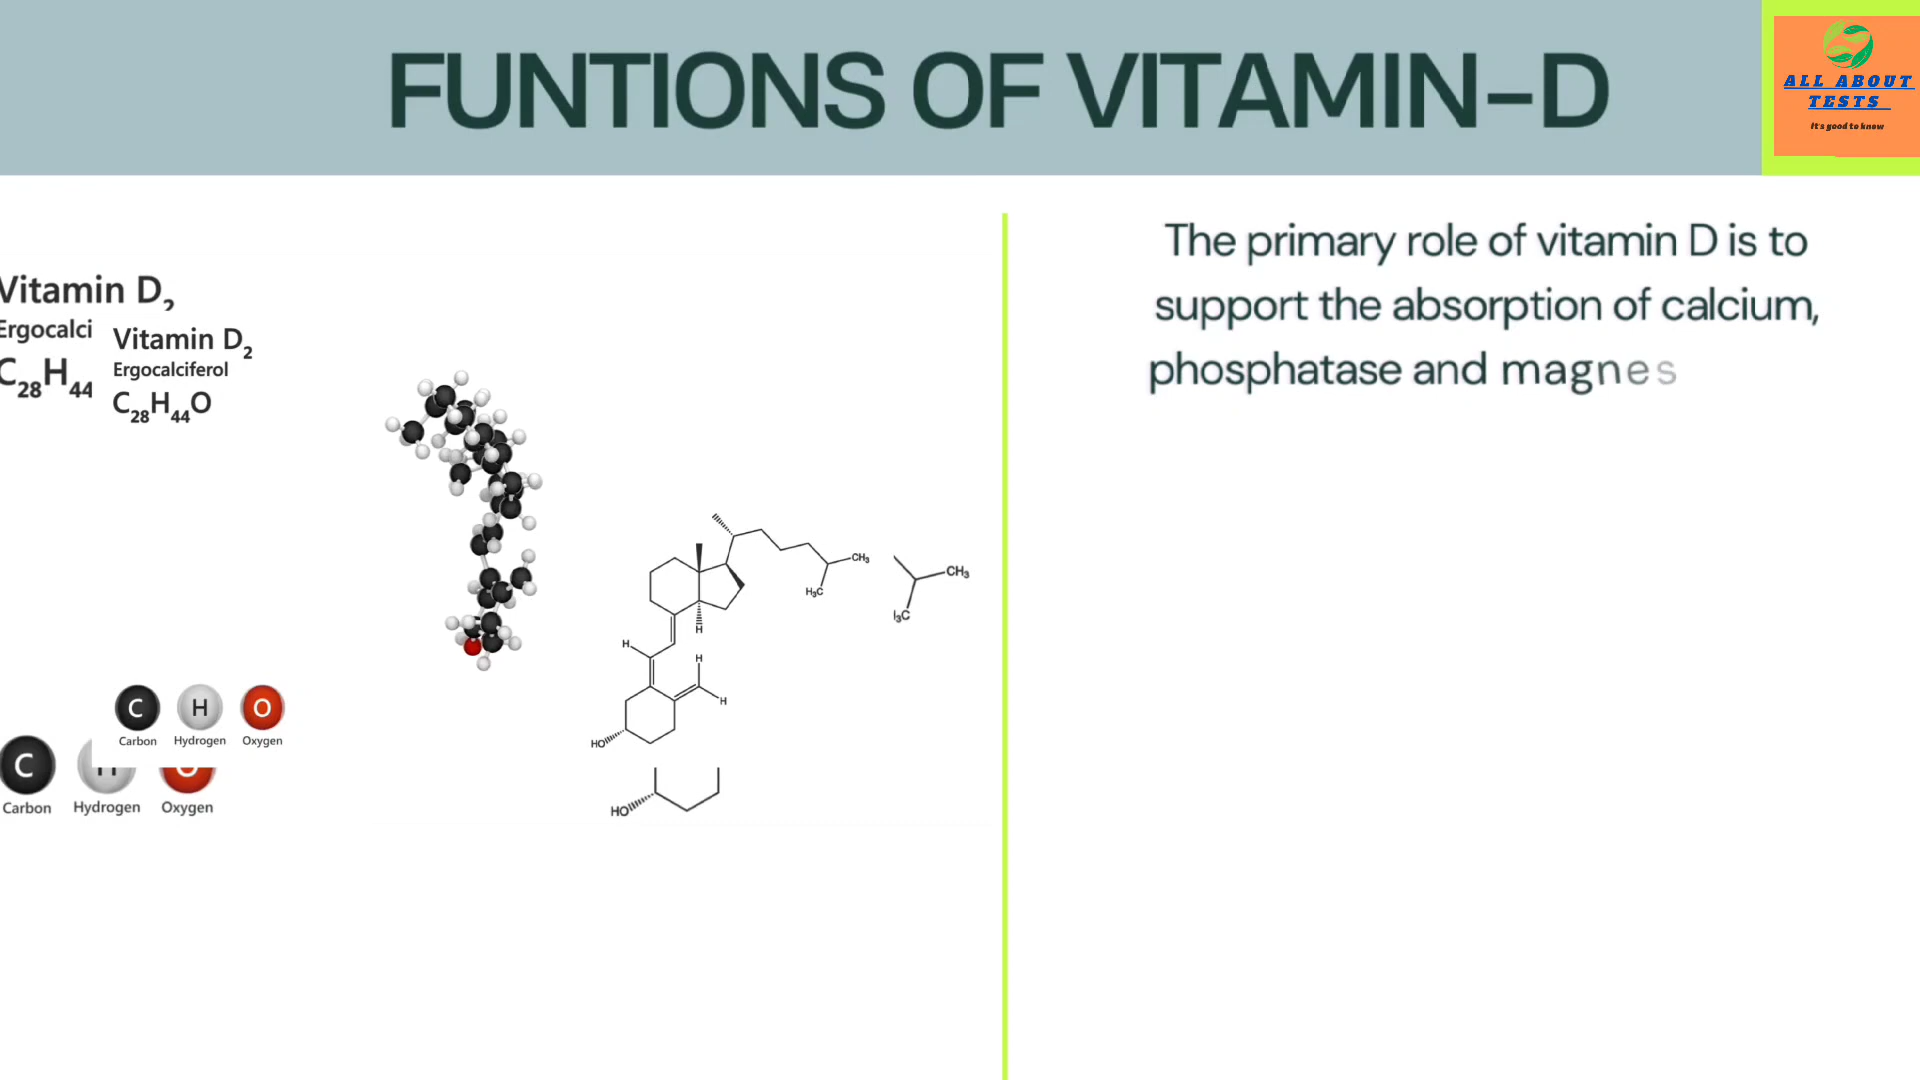 FUNTIONS OF VITAMIN-D
ALL ABOUT
TESTS
It's good to know
The primary role of vitamin D is to
support the absorption of calcium,
phosphatase and magnes
Vitamin D₂
Ergocalci
C₂₈H₄₄
Vitamin D₂
Ergocalciferol
C₂₈H₄₄O
CH₃
H₃C
CH₃
₃C
H
H
H
H
HO
C H O
Carbon Hydrogen Oxygen
C H O
Carbon Hydrogen Oxygen
HO